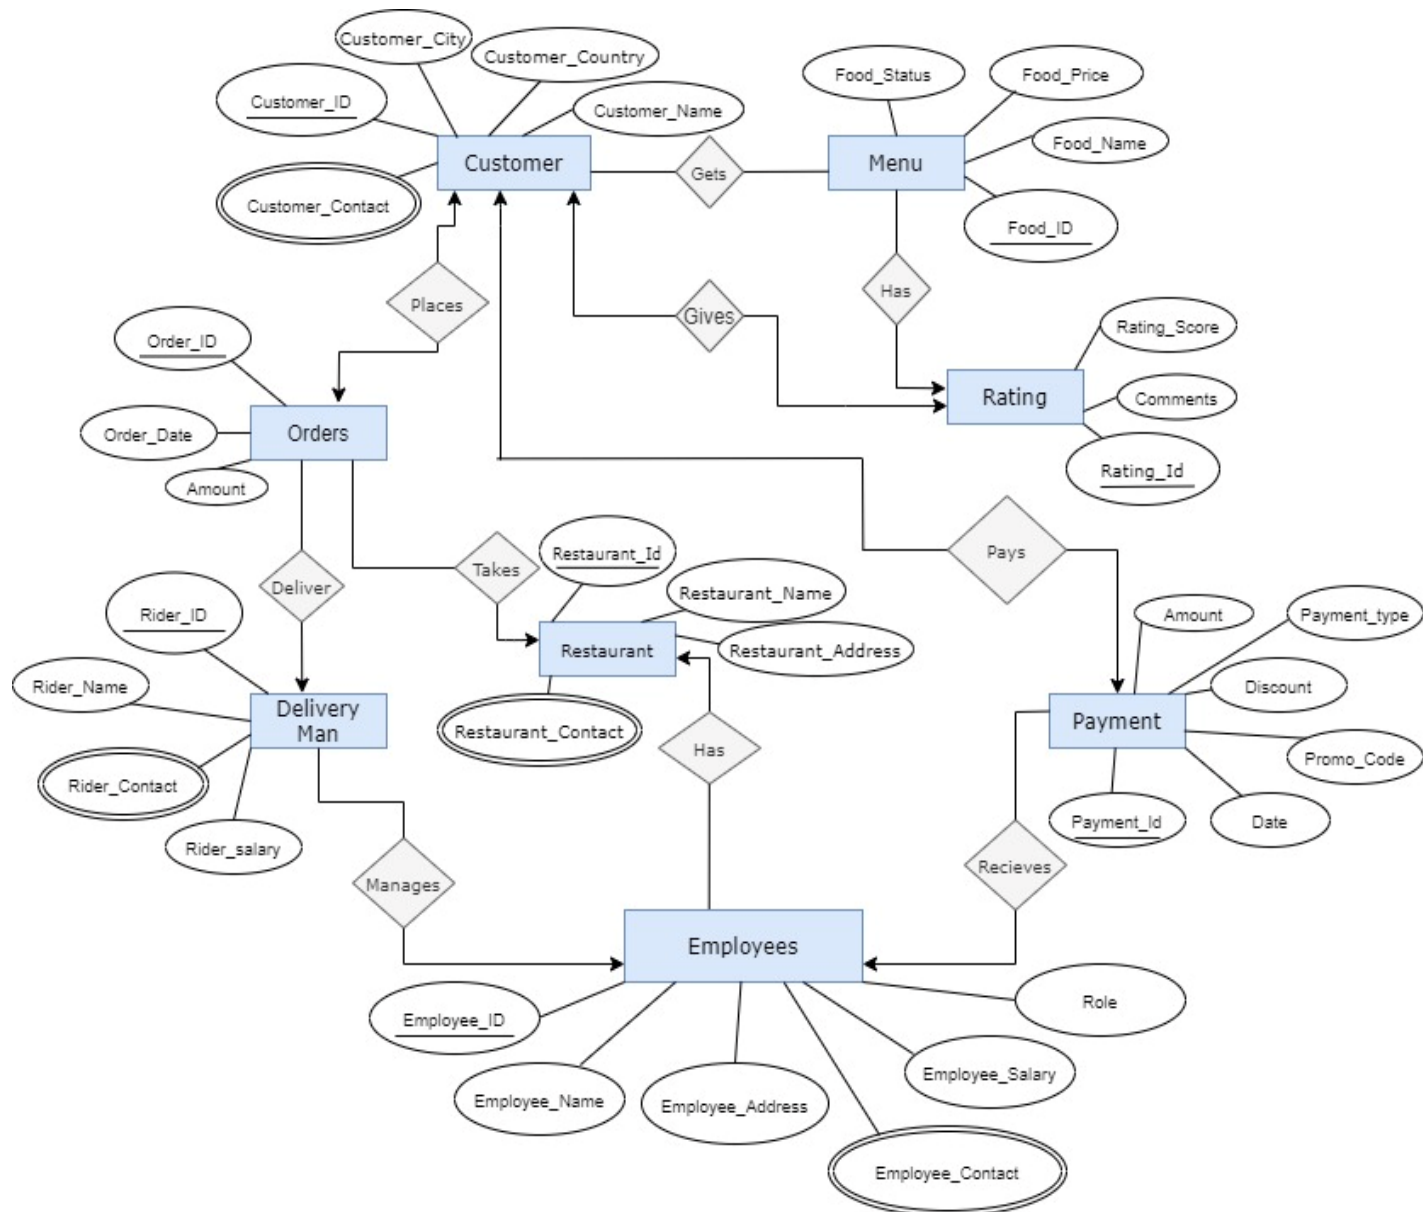 Customer_City
Customer_Country
Customer_ID
Customer_Name
Customer_Contact
Customer
Gets
Food_Status
Food_Price
Food_Name
Menu
Food_ID
Places
Gives
Has
Order_ID
Order_Date
Orders
Amount
Rating_Score
Rating
Comments
Rating_Id
Deliver
Takes
Restaurant_Id
Restaurant_Name
Restaurant
Restaurant_Address
Restaurant_Contact
Pays
Rider_ID
Rider_Name
Delivery
Man
Rider_Contact
Rider_salary
Has
Amount
Payment_type
Discount
Payment
Promo_Code
Payment_Id
Date
Manages
Recieves
Employees
Employee_ID
Employee_Name
Employee_Address
Employee_Contact
Employee_Salary
Role